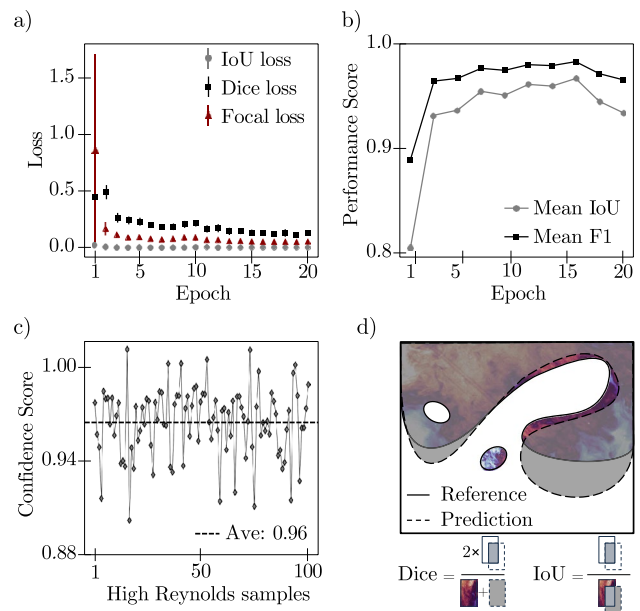 a)
IoU loss
Dice loss
Focal loss
Loss
1.5
1.0
0.5
0.0
1 5 10 15 20
Epoch
b)
Performance Score
1.0
0.9
0.8
Mean IoU
Mean F1
1 5 10 15 20
Epoch
c)
Confidence Score
1.00
0.94
0.88
Ave: 0.96
1 50 100
High Reynolds samples
d)
Reference
Prediction
Dice = 2× +
IoU =